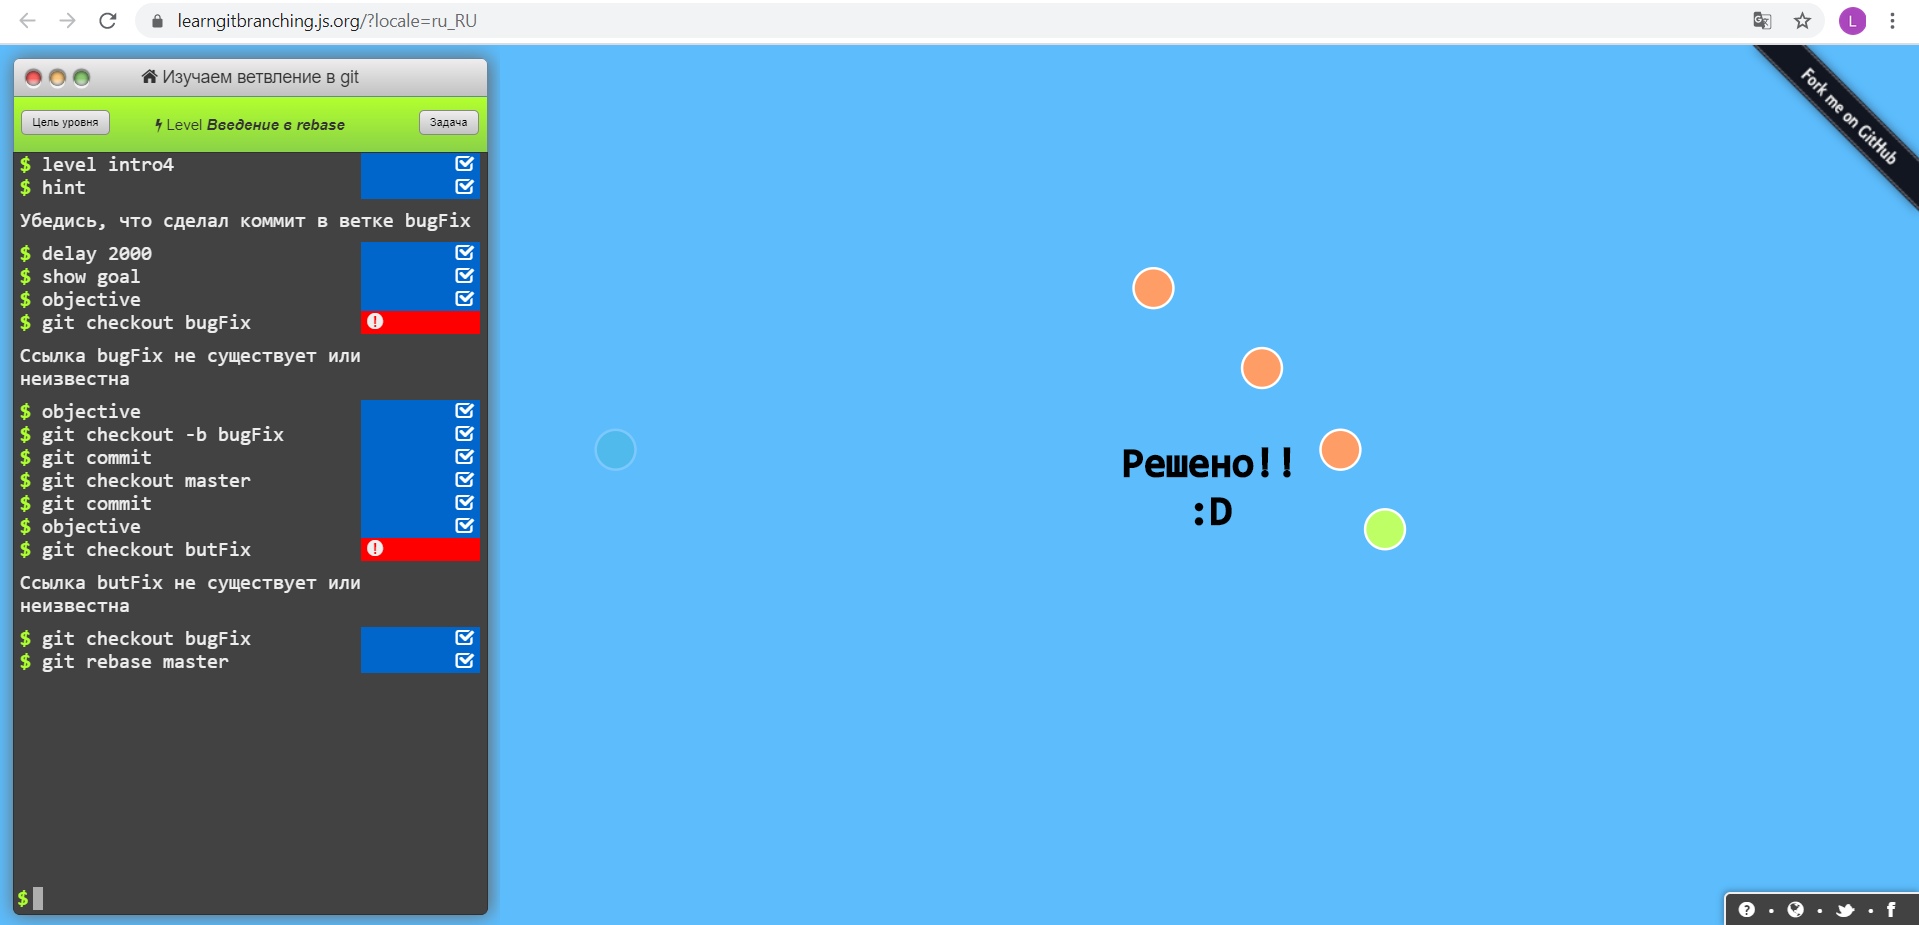 learngitbranching.js.org/?locale=ru_RU
L
Изучаем ветвление в git
Цель уровня
Level Введение в rebase
Задача
$ level intro4
$ hint
Убедись, что сделал коммит в ветке bugFix
$ delay 2000
$ show goal
$ objective
$ git checkout bugFix
Ссылка bugFix не существует или
неизвестна
$ objective
$ git checkout -b bugFix
$ git commit
$ git checkout master
$ git commit
$ objective
$ git checkout butFix
Ссылка butFix не существует или
неизвестна
$ git checkout bugFix
$ git rebase master
$
Решено!!
:D
Fork me on GitHub